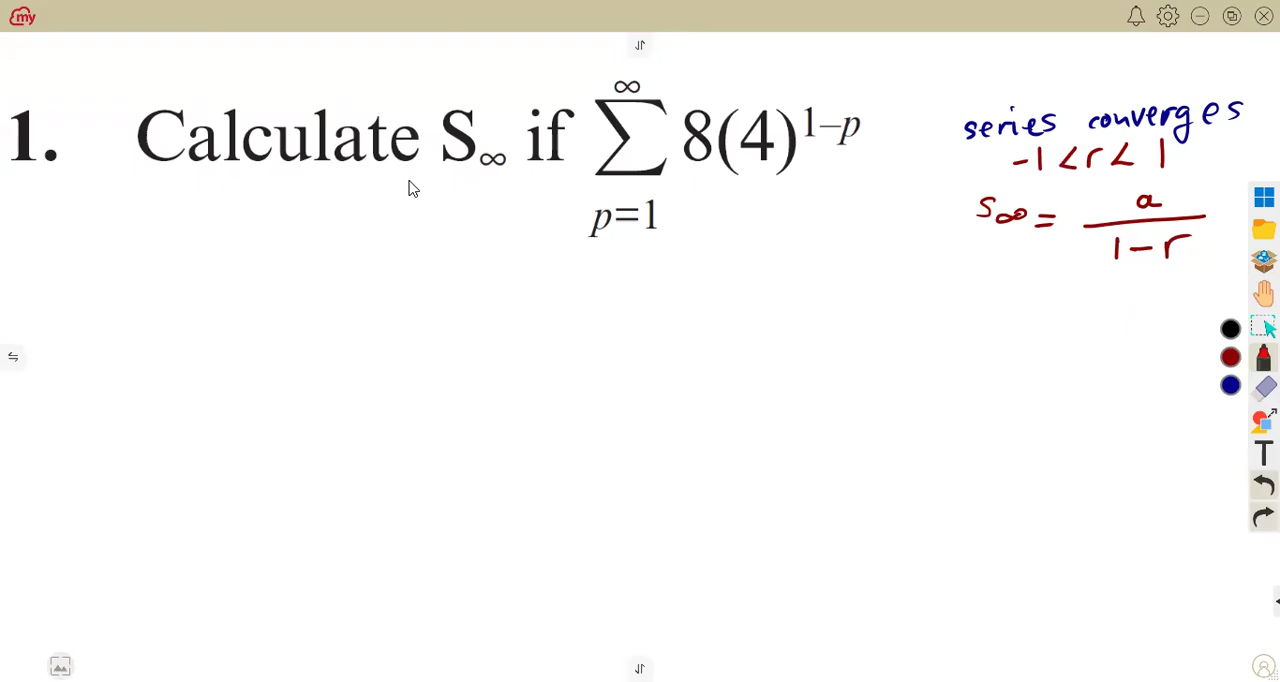 my
1. Calculate S∞ if ∞∑p=1 8(4)^{1–p}
series converges
-1 < r < 1
S∞ = a / 1 - r
T